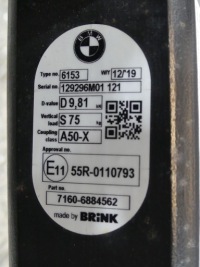 BMW
Type no. 6153 W/Y 12/'19
Serial no. 129296M01 121
D-value D 9,81 kN
Vertical load S 75 kg
Coupling class A50-X
Approval no.
E11 55R-0110793
Part no.
7160-6884562
made by BRINK